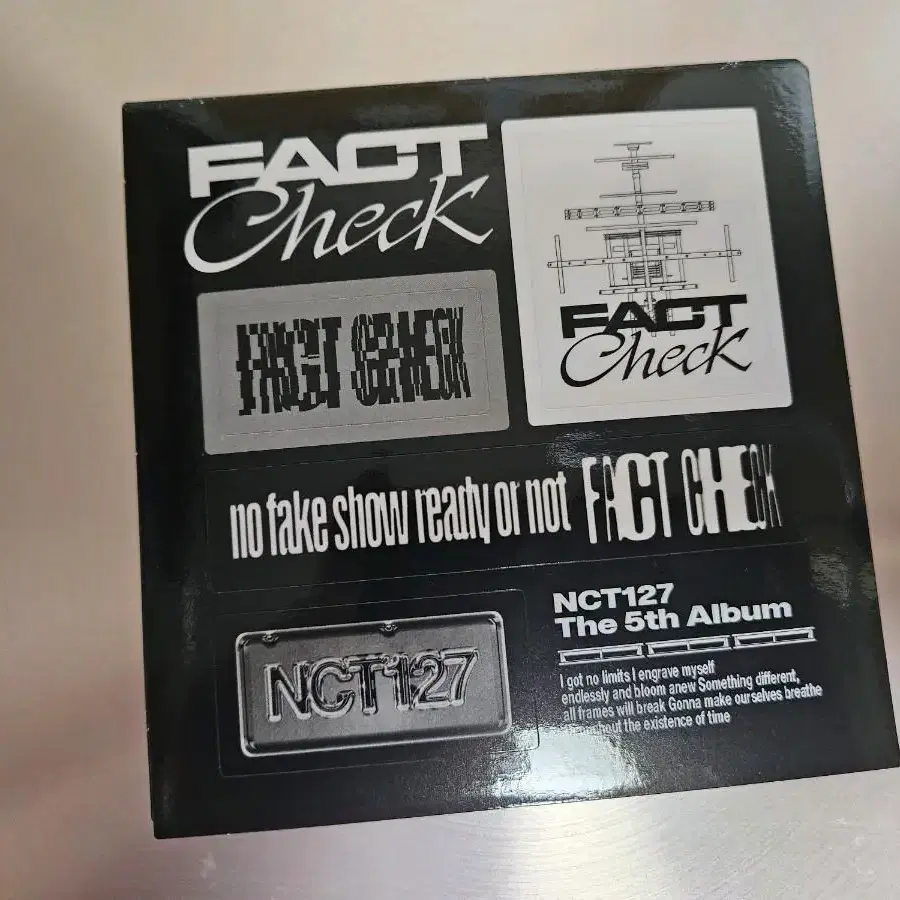 FACT
Check
FACT
Check
FACT CHECK
no fake show ready or not FACT CHECK
NCT127
NCT127
The 5th Album
I got no limits I engrave myself
endlessly and bloom anew Something different,
all frames will break Gonna make ourselves breathe
the existence of time